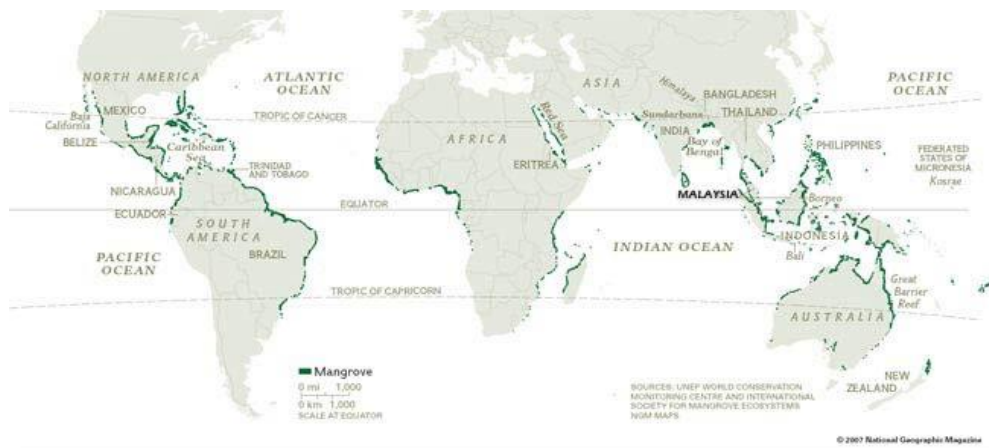 NORTH AMERICA
ATLANTIC
OCEAN
ASIA
Himalaya
PACIFIC
OCEAN
BANGLADESH
MEXICO
Baja
California
TROPIC OF CANCER
Red Sea
Sundarbans
THAILAND
BELIZE
Caribbean
Sea
AFRICA
INDIA
Bay of
Bengal
PHILIPPINES
FEDERATED
STATES OF
MICRONESIA
Kosrae
TRINIDAD
AND TOBAGO
ERITREA
NICARAGUA
MALAYSIA
Borneo
ECUADOR
EQUATOR
SOUTH
AMERICA
INDONESIA
Bali
INDIAN OCEAN
PACIFIC
OCEAN
BRAZIL
Great
Barrier
Reef
TROPIC OF CAPRICORN
AUSTRALIA
Mangrove
0 mi 1,000
0 km 1,000
SCALE AT EQUATOR
NEW
ZEALAND
SOURCES: UNEP WORLD CONSERVATION
MONITORING CENTRE AND INTERNATIONAL
SOCIETY FOR MANGROVE ECOSYSTEMS
NGM MAPS
© 2007 National Geographic Magazine